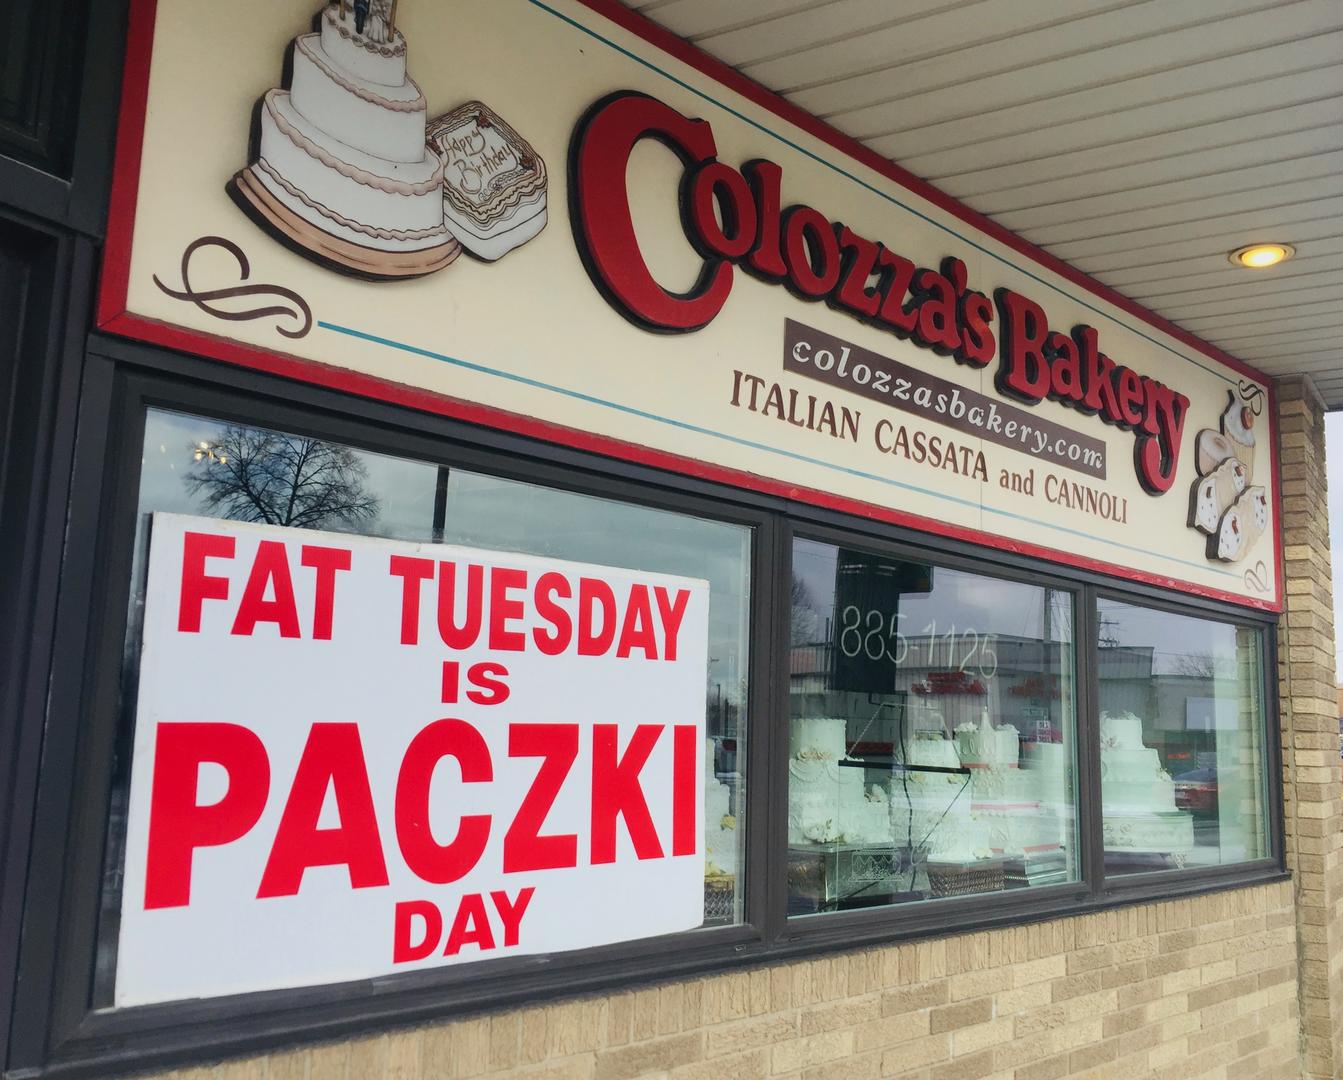 Happy
Birthday
Colozza's Bakery
colozzasbakery.com
ITALIAN CASSATA and CANNOLI
FAT TUESDAY
IS
PACZKI
DAY
885-1125